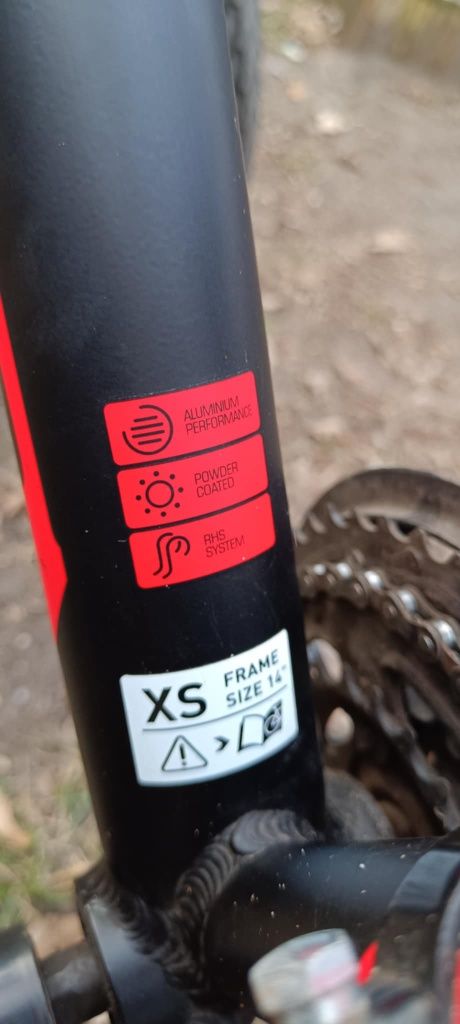 ALUMINIUM
PERFORMANCE
POWDER
COATED
RHS
SYSTEM
XS FRAME
SIZE 14"